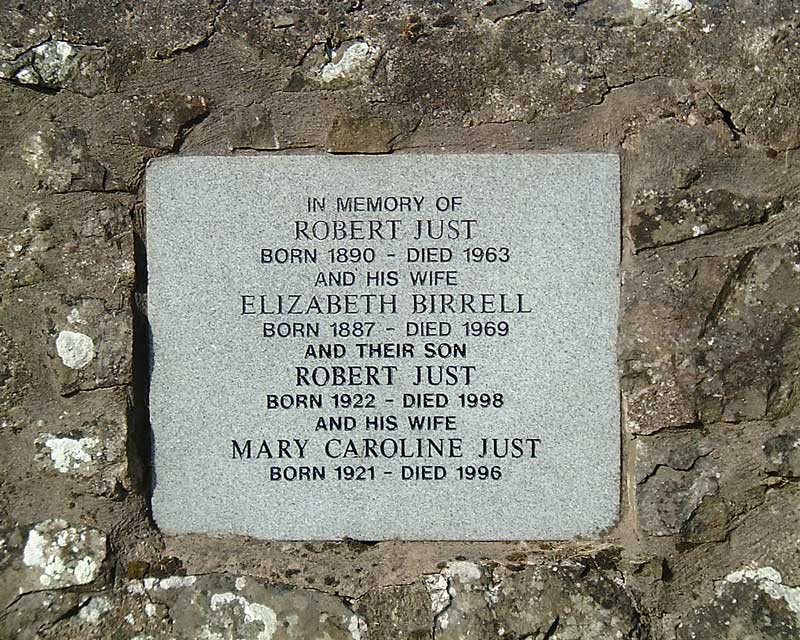 IN MEMORY OF
ROBERT JUST
BORN 1890 - DIED 1963
AND HIS WIFE
ELIZABETH BIRRELL
BORN 1887 - DIED 1969
AND THEIR SON
ROBERT JUST
BORN 1922 - DIED 1998
AND HIS WIFE
MARY CAROLINE JUST
BORN 1921 - DIED 1996